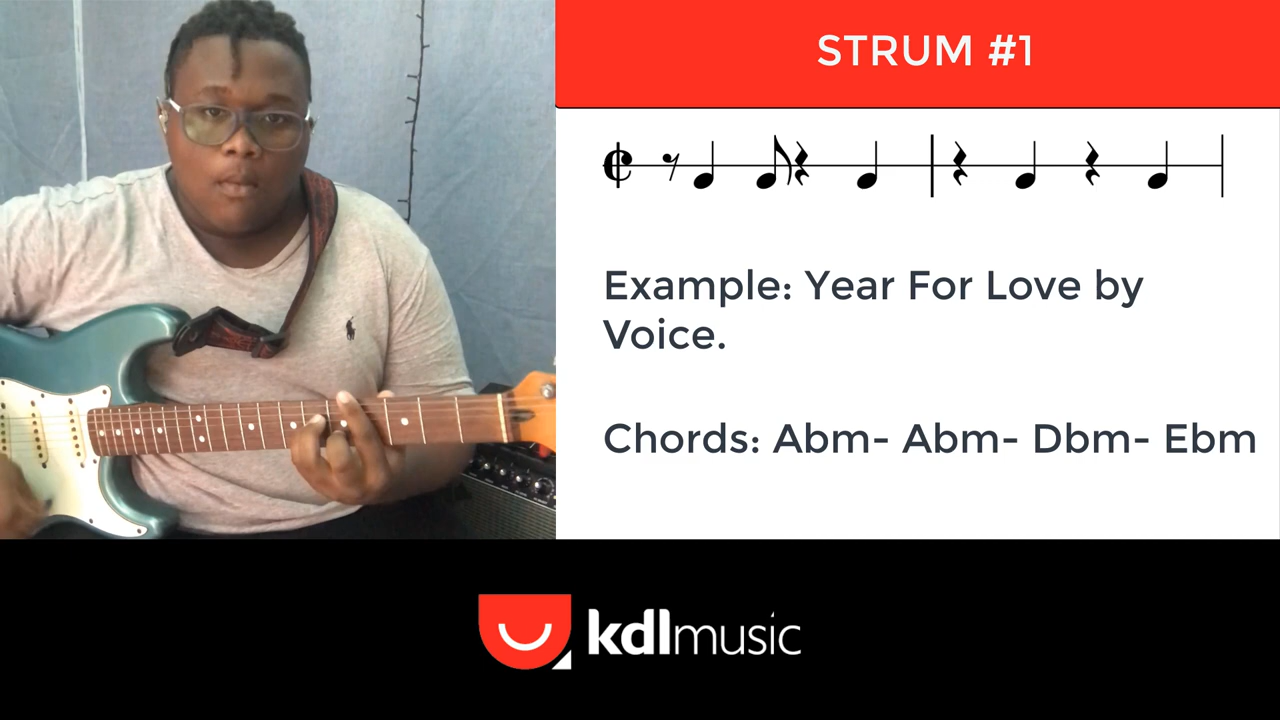 STRUM #1
Example: Year For Love by
Voice.
Chords: Abm- Abm- Dbm- Ebm
kdlmusic